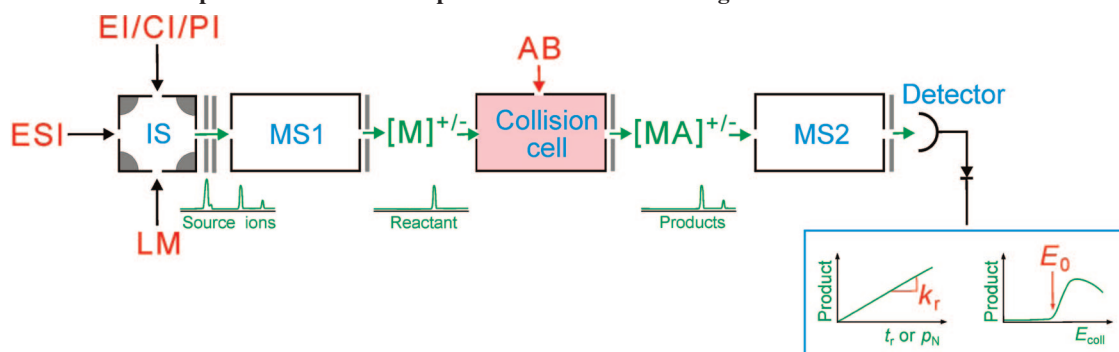 EI/CI/PI
AB
ESI
IS
MS1
[M]+/-
Collision
cell
[MA]+/-
MS2
Detector
LM
Source ions
Reactant
Products
Product
kr
tr or pN
Product
E0
Ecoll